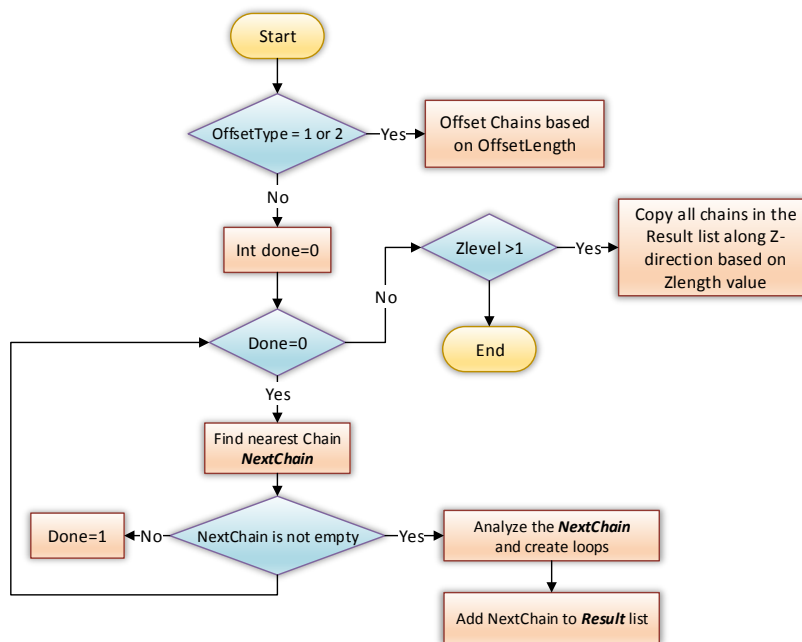 Start
OffsetType = 1 or 2
Yes
Offset Chains based
on OffsetLength
No
Int done=0
Zlevel >1
Yes
Copy all chains in the
Result list along Z-
direction based on
Zlength value
No
Done=0
End
Yes
Find nearest Chain
NextChain
Done=1
No
NextChain is not empty
Yes
Analyze the NextChain
and create loops
Add NextChain to Result list